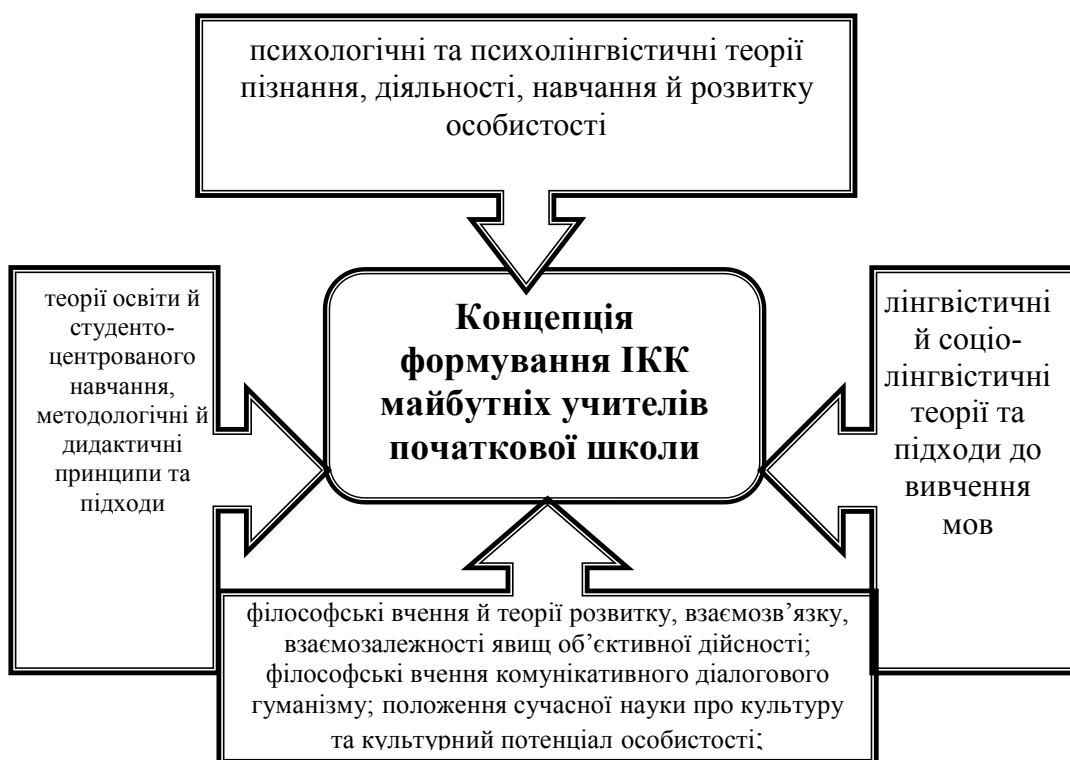 психологічні та психолінгвістичні теорії
пізнання, діяльності, навчання й розвитку
особистості
теорії освіти й
студенто-
центрованого
навчання,
методологічні й
дидактичні
принципи та
підходи
Концепція
формування ІКК
майбутніх учителів
початкової школи
лінгвістичні
й соціо-
лінгвістичні
теорії та
підходи до
вивчення
мов
філософські вчення й теорії розвитку, взаємозв’язку,
взаємозалежності явищ об’єктивної дійсності;
філософські вчення комунікативного діалогового
гуманізму; положення сучасної науки про культуру
та культурний потенціал особистості;